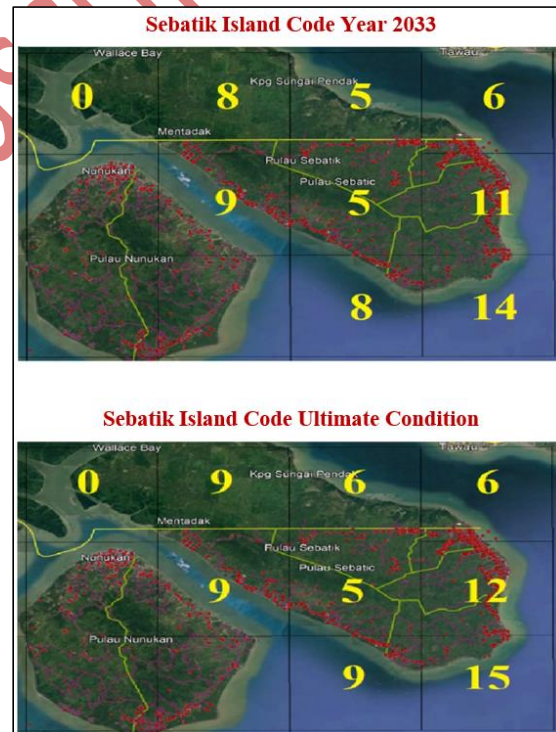 Sebatik Island Code Year 2033
Wallace Bay
Tawau
Kpg Sungai Pendak
0 8 5 6
Mentadak
Pulau Sebatik
Nunukan
Pulau Sebatic
9 5 11
Pulau Nunukan
8 14
Sebatik Island Code Ultimate Condition
Wallace Bay
Tawau
Kpg Sungai Pendak
0 9 6 6
Mentadak
Pulau Sebatik
Nunukan
Pulau Sebatic
9 5 12
Pulau Nunukan
9 15